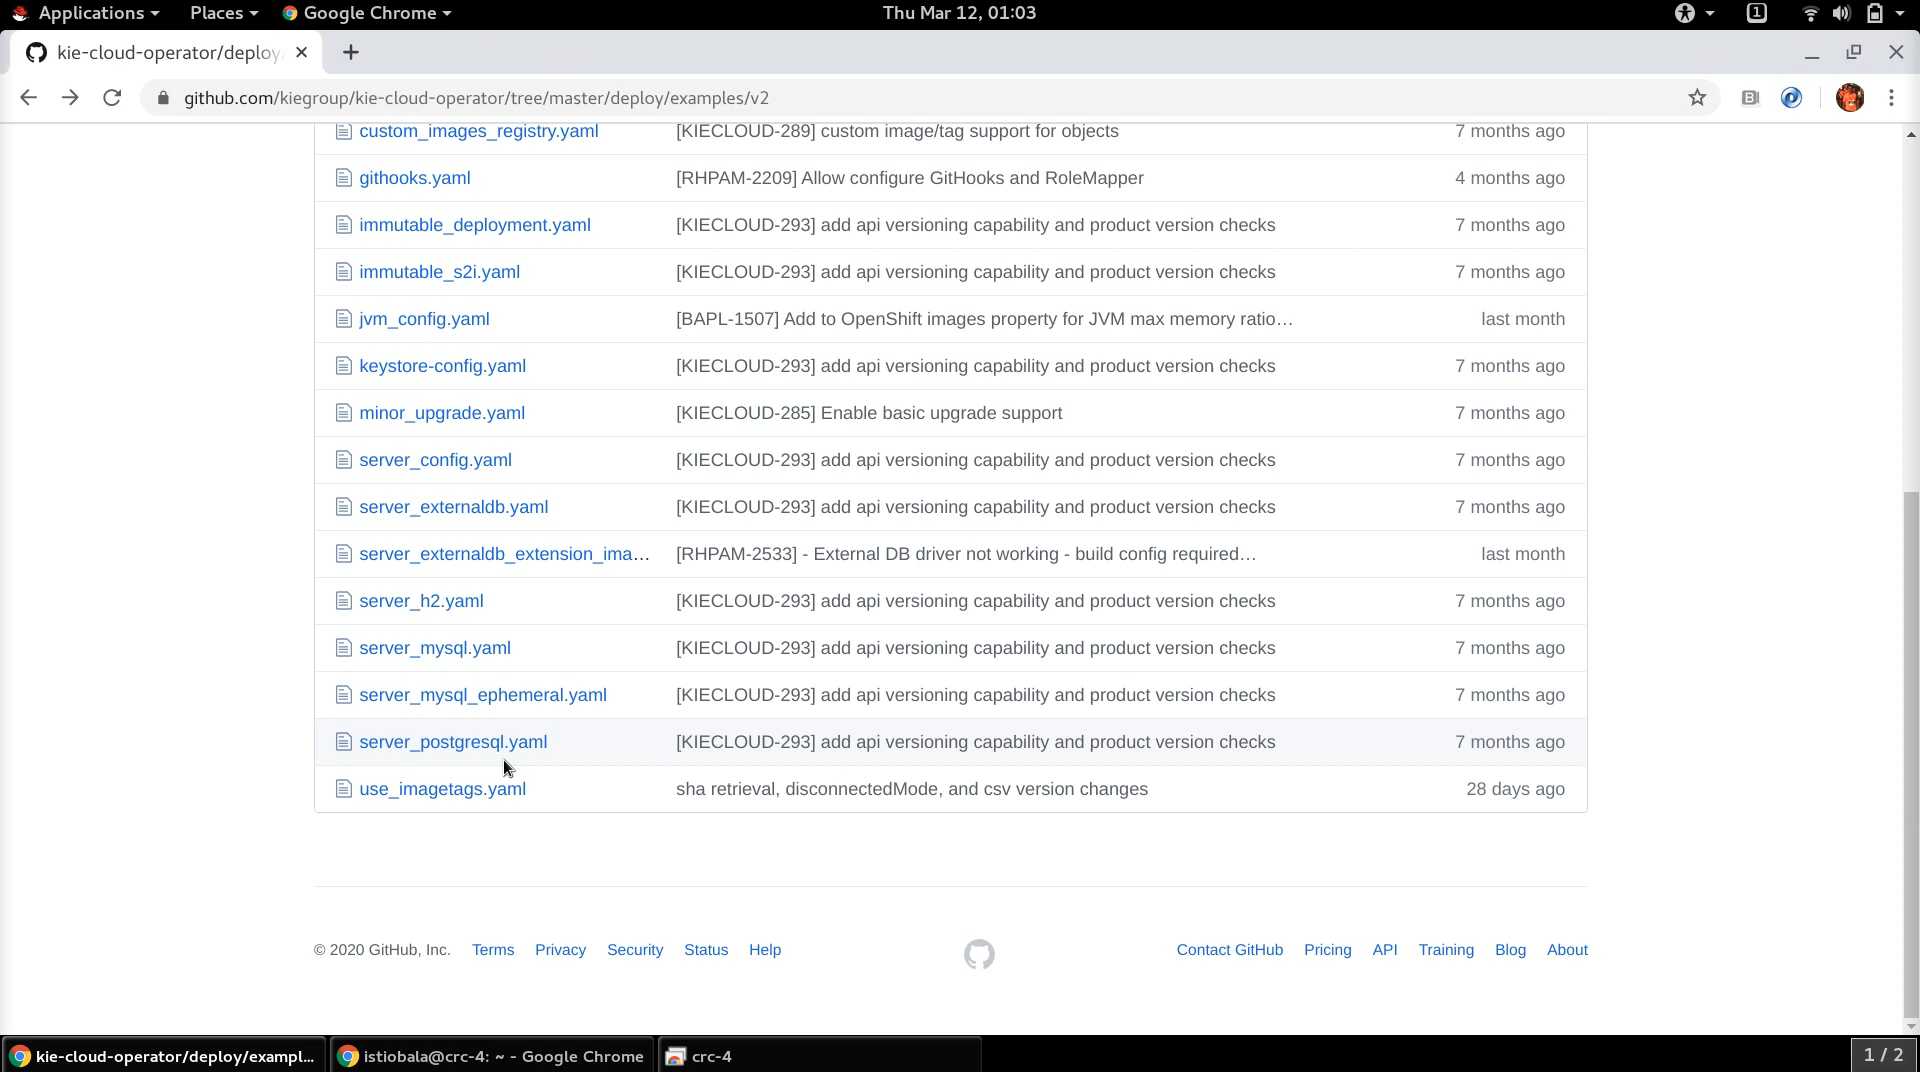 Applications Places Google Chrome Thu Mar 12, 01:03 1
kie-cloud-operator/deploy
github.com/kiegroup/kie-cloud-operator/tree/master/deploy/examples/v2
custom_images_registry.yaml [KIECLOUD-289] custom image/tag support for objects 7 months ago
githooks.yaml [RHPAM-2209] Allow configure GitHooks and RoleMapper 4 months ago
immutable_deployment.yaml [KIECLOUD-293] add api versioning capability and product version checks 7 months ago
immutable_s2i.yaml [KIECLOUD-293] add api versioning capability and product version checks 7 months ago
jvm_config.yaml [BAPL-1507] Add to OpenShift images property for JVM max memory ratio… last month
keystore-config.yaml [KIECLOUD-293] add api versioning capability and product version checks 7 months ago
minor_upgrade.yaml [KIECLOUD-285] Enable basic upgrade support 7 months ago
server_config.yaml [KIECLOUD-293] add api versioning capability and product version checks 7 months ago
server_externaldb.yaml [KIECLOUD-293] add api versioning capability and product version checks 7 months ago
server_externaldb_extension_ima… [RHPAM-2533] - External DB driver not working - build config required… last month
server_h2.yaml [KIECLOUD-293] add api versioning capability and product version checks 7 months ago
server_mysql.yaml [KIECLOUD-293] add api versioning capability and product version checks 7 months ago
server_mysql_ephemeral.yaml [KIECLOUD-293] add api versioning capability and product version checks 7 months ago
server_postgresql.yaml [KIECLOUD-293] add api versioning capability and product version checks 7 months ago
use_imagetags.yaml sha retrieval, disconnectedMode, and csv version changes 28 days ago
© 2020 GitHub, Inc. Terms Privacy Security Status Help Contact GitHub Pricing API Training Blog About
kie-cloud-operator/deploy/exampl… istiobala@crc-4: ~ - Google Chrome crc-4 1 / 2